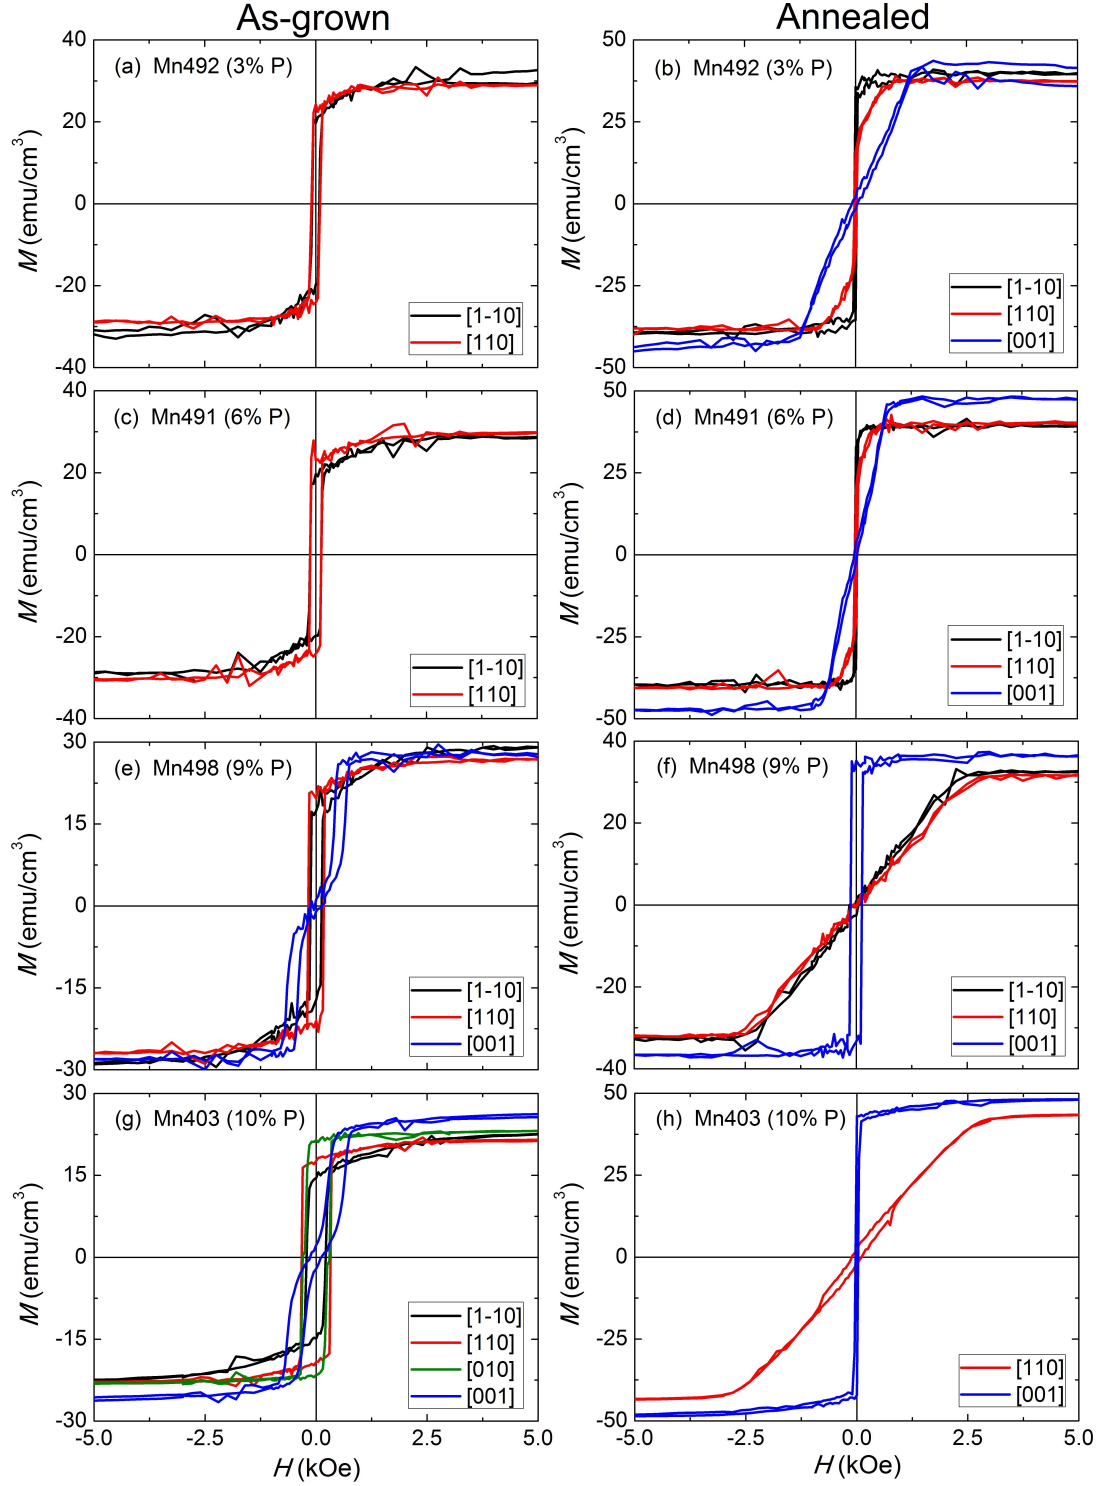 As-grown
Annealed
(a) Mn492 (3% P)
40
20
0
-20
-40
M (emu/cm³)
[1-10]
[110]
(b) Mn492 (3% P)
50
25
0
-25
-50
M (emu/cm³)
[1-10]
[110]
[001]
(c) Mn491 (6% P)
40
20
0
-20
-40
M (emu/cm³)
[1-10]
[110]
(d) Mn491 (6% P)
50
25
0
-25
-50
M (emu/cm³)
[1-10]
[110]
[001]
(e) Mn498 (9% P)
30
15
0
-15
-30
M (emu/cm³)
[1-10]
[110]
[001]
(f) Mn498 (9% P)
40
20
0
-20
-40
M (emu/cm³)
[1-10]
[110]
[001]
(g) Mn403 (10% P)
30
15
0
-15
-30
M (emu/cm³)
[1-10]
[110]
[010]
[001]
-5.0 -2.5 0.0 2.5 5.0
H (kOe)
(h) Mn403 (10% P)
50
25
0
-25
-50
M (emu/cm³)
[110]
[001]
-5.0 -2.5 0.0 2.5 5.0
H (kOe)